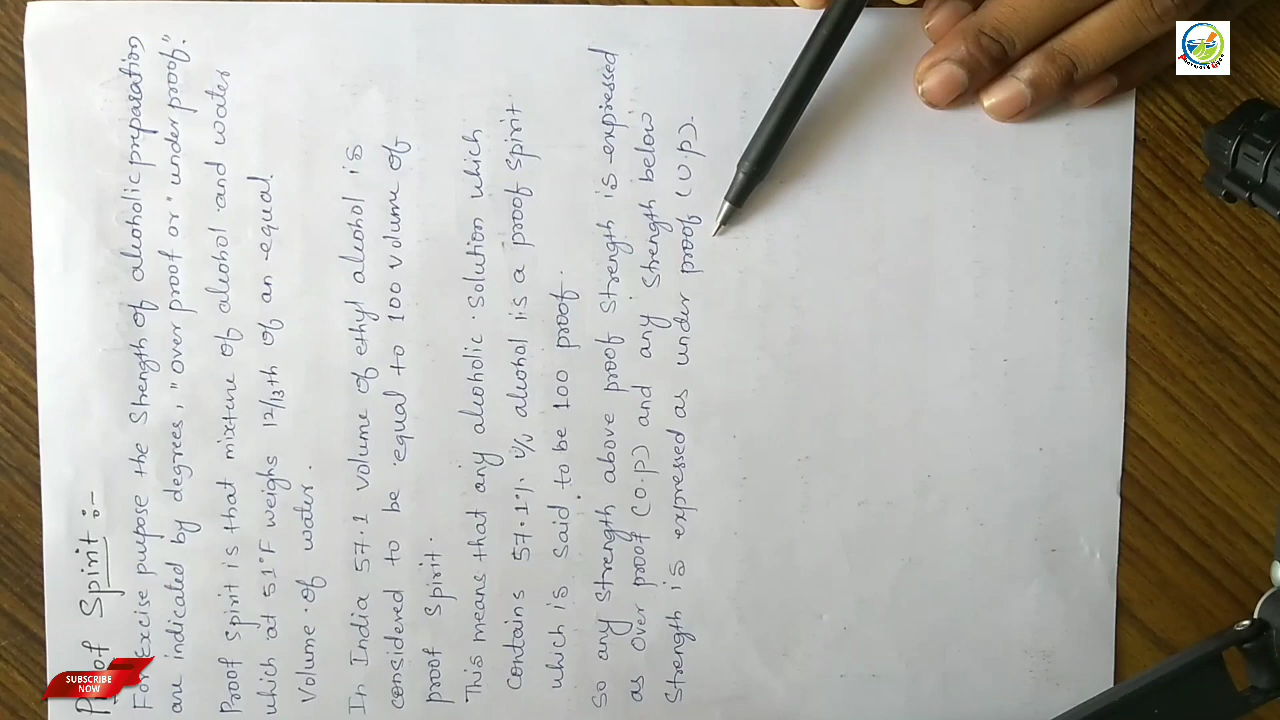 Proof Spirit :-
For Excise pupose the Strength of alcoholic preparation
are indicated by degrees, "Over proof or" under proof".
Proof Spirit is that mixture of alcohol and water
which at 51°F weighs 12/13th of an equal
Volume of water.
In India 57.1 volume of ethyl alcohol is
considered to be equal to 100 volume of
proof Spirit.
This means that any alcoholic solution which
Contains 57.1% v/v alcohol is a proof Spirit
which is said to be 100 proof.
So any Strength above proof Strength is expressed
as Over proof (O.p) and any Strength below
Strength is expressed as under proof (U.p).
SUBSCRIBE
NOW